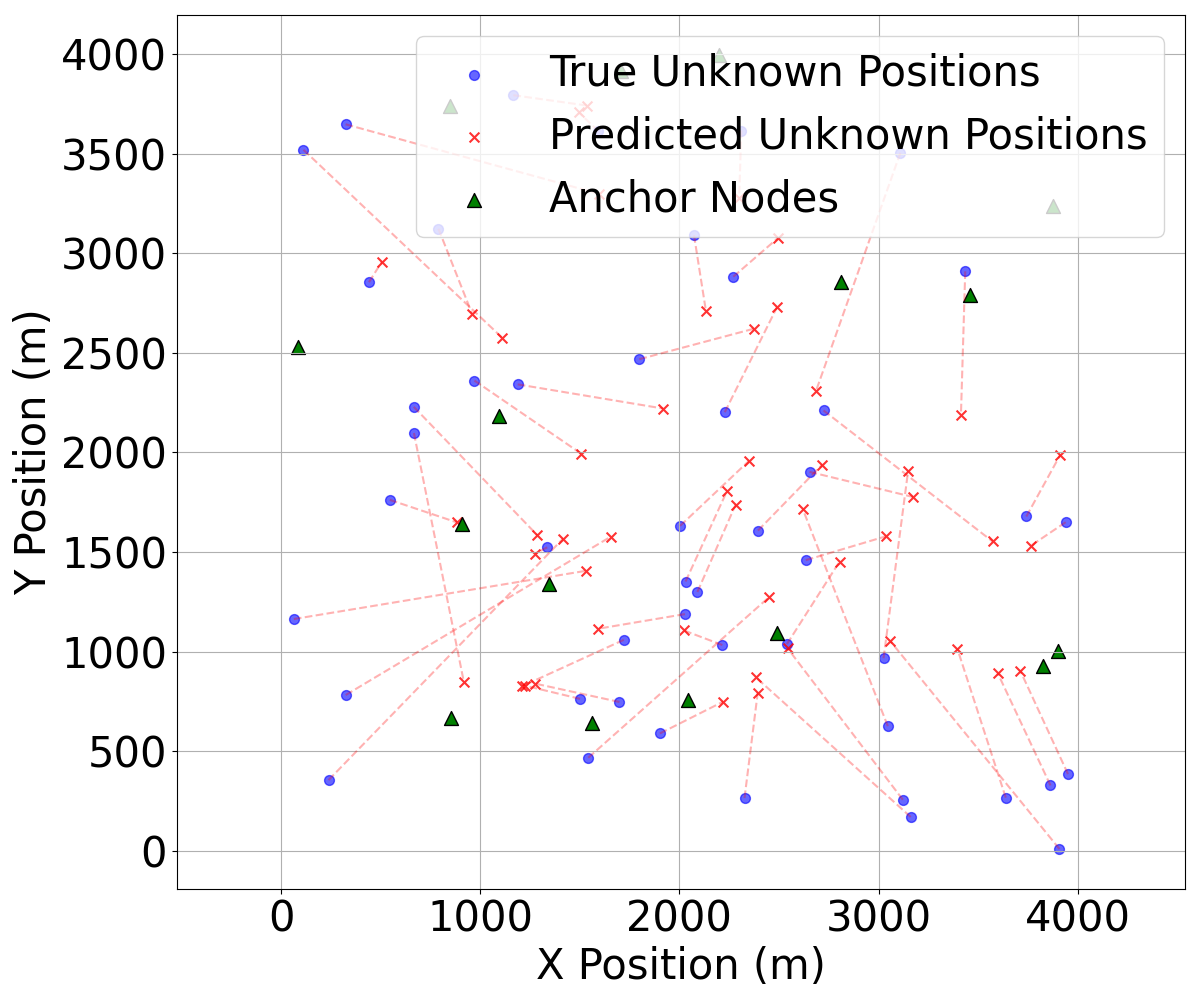 4000
3500
3000
2500
2000
1500
1000
500
0
Y Position (m)
True Unknown Positions
Predicted Unknown Positions
Anchor Nodes
0 1000 2000 3000 4000
X Position (m)